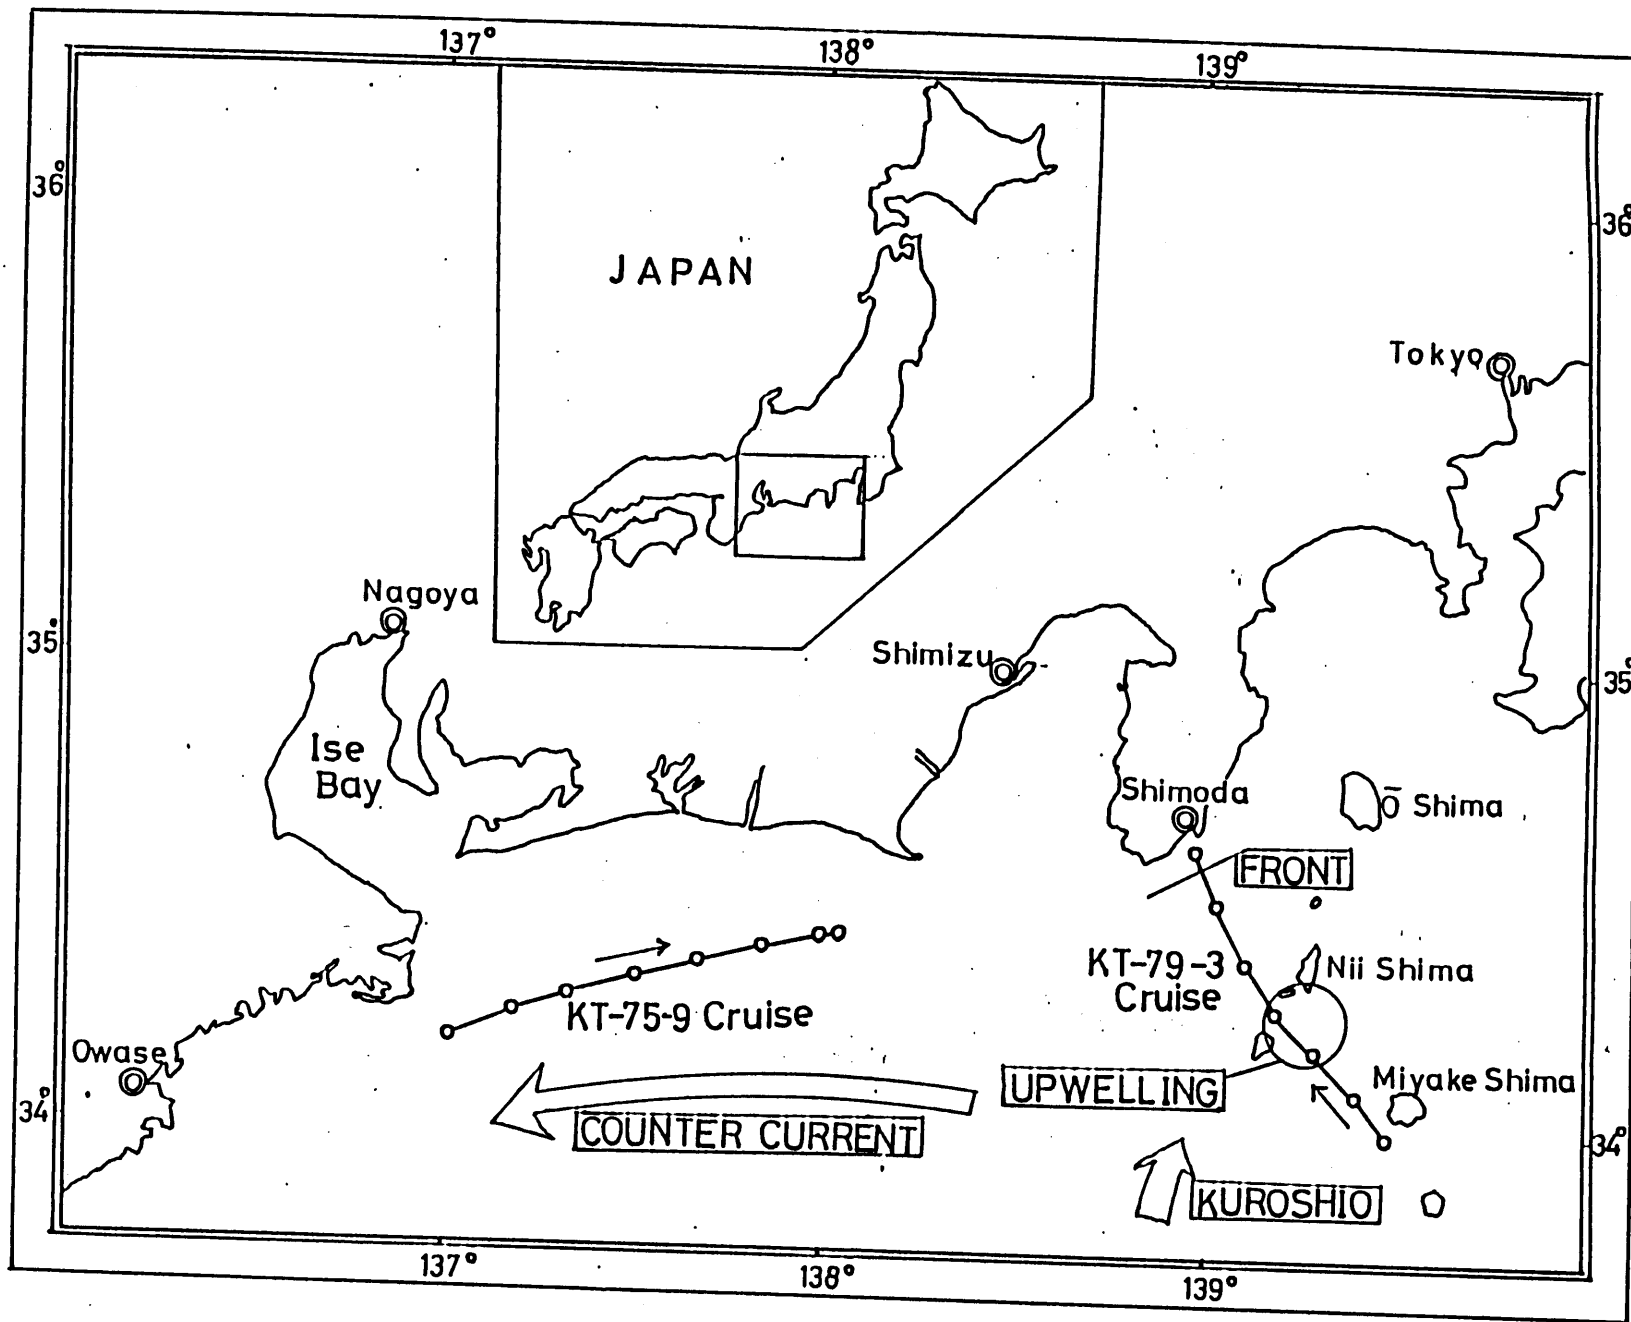 137° 138° 139°
36°
36°
JAPAN
Tokyo
Nagoya
35°
Shimizu
35°
Ise
Bay
Shimoda
Ō Shima
FRONT
KT-79-3
Cruise
Nii Shima
KT-75-9 Cruise
Owase
UPWELLING
Miyake Shima
34°
COUNTER CURRENT
34°
KUROSHIO
137° 138° 139°